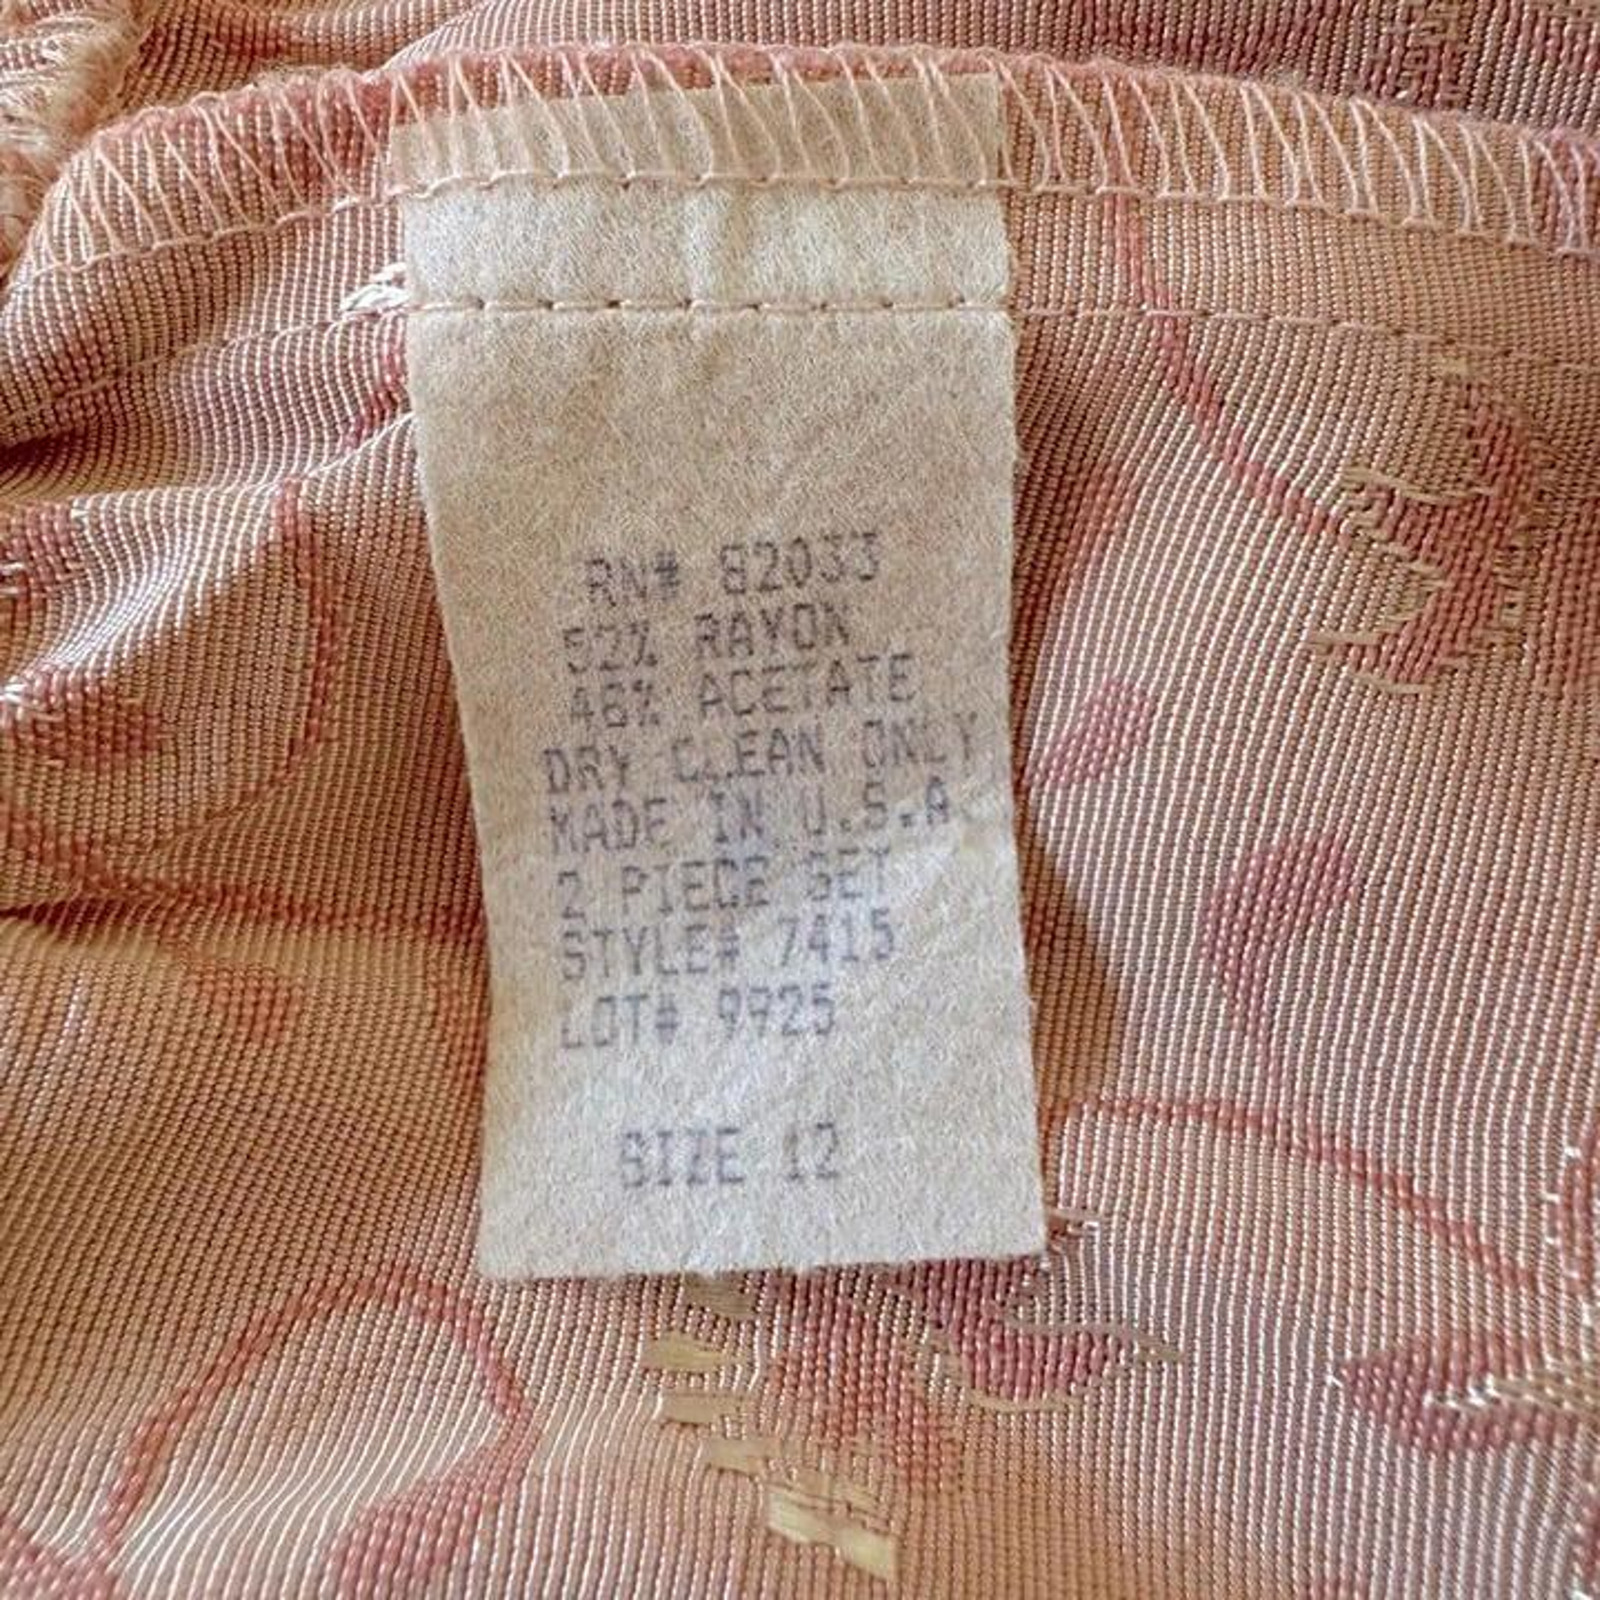 RN# 82033
52% RAYON
48% ACETATE
DRY CLEAN ONLY
MADE IN U.S.A.
2 PIECE SET
STYLE# 7415
LOT# 9925
SIZE 12